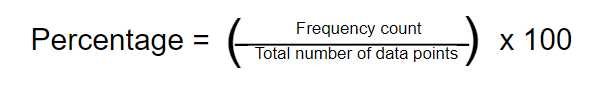 Percentage = ( Frequency count / Total number of data points ) x 100